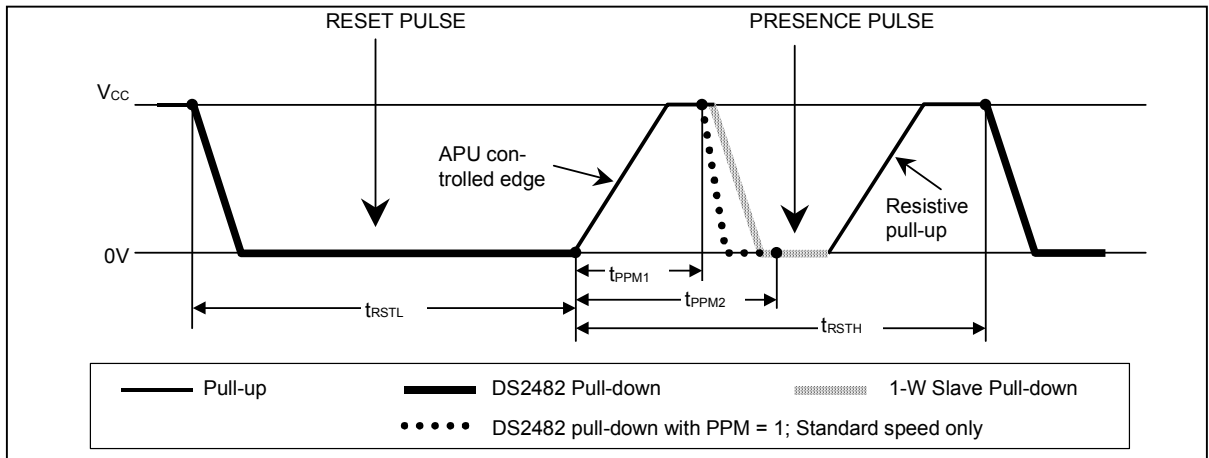 RESET PULSE
PRESENCE PULSE
VCC
APU con-
trolled edge
Resistive
pull-up
0V
tPPM1
tPPM2
tRSTL
tRSTH
Pull-up
DS2482 Pull-down
1-W Slave Pull-down
DS2482 pull-down with PPM = 1; Standard speed only